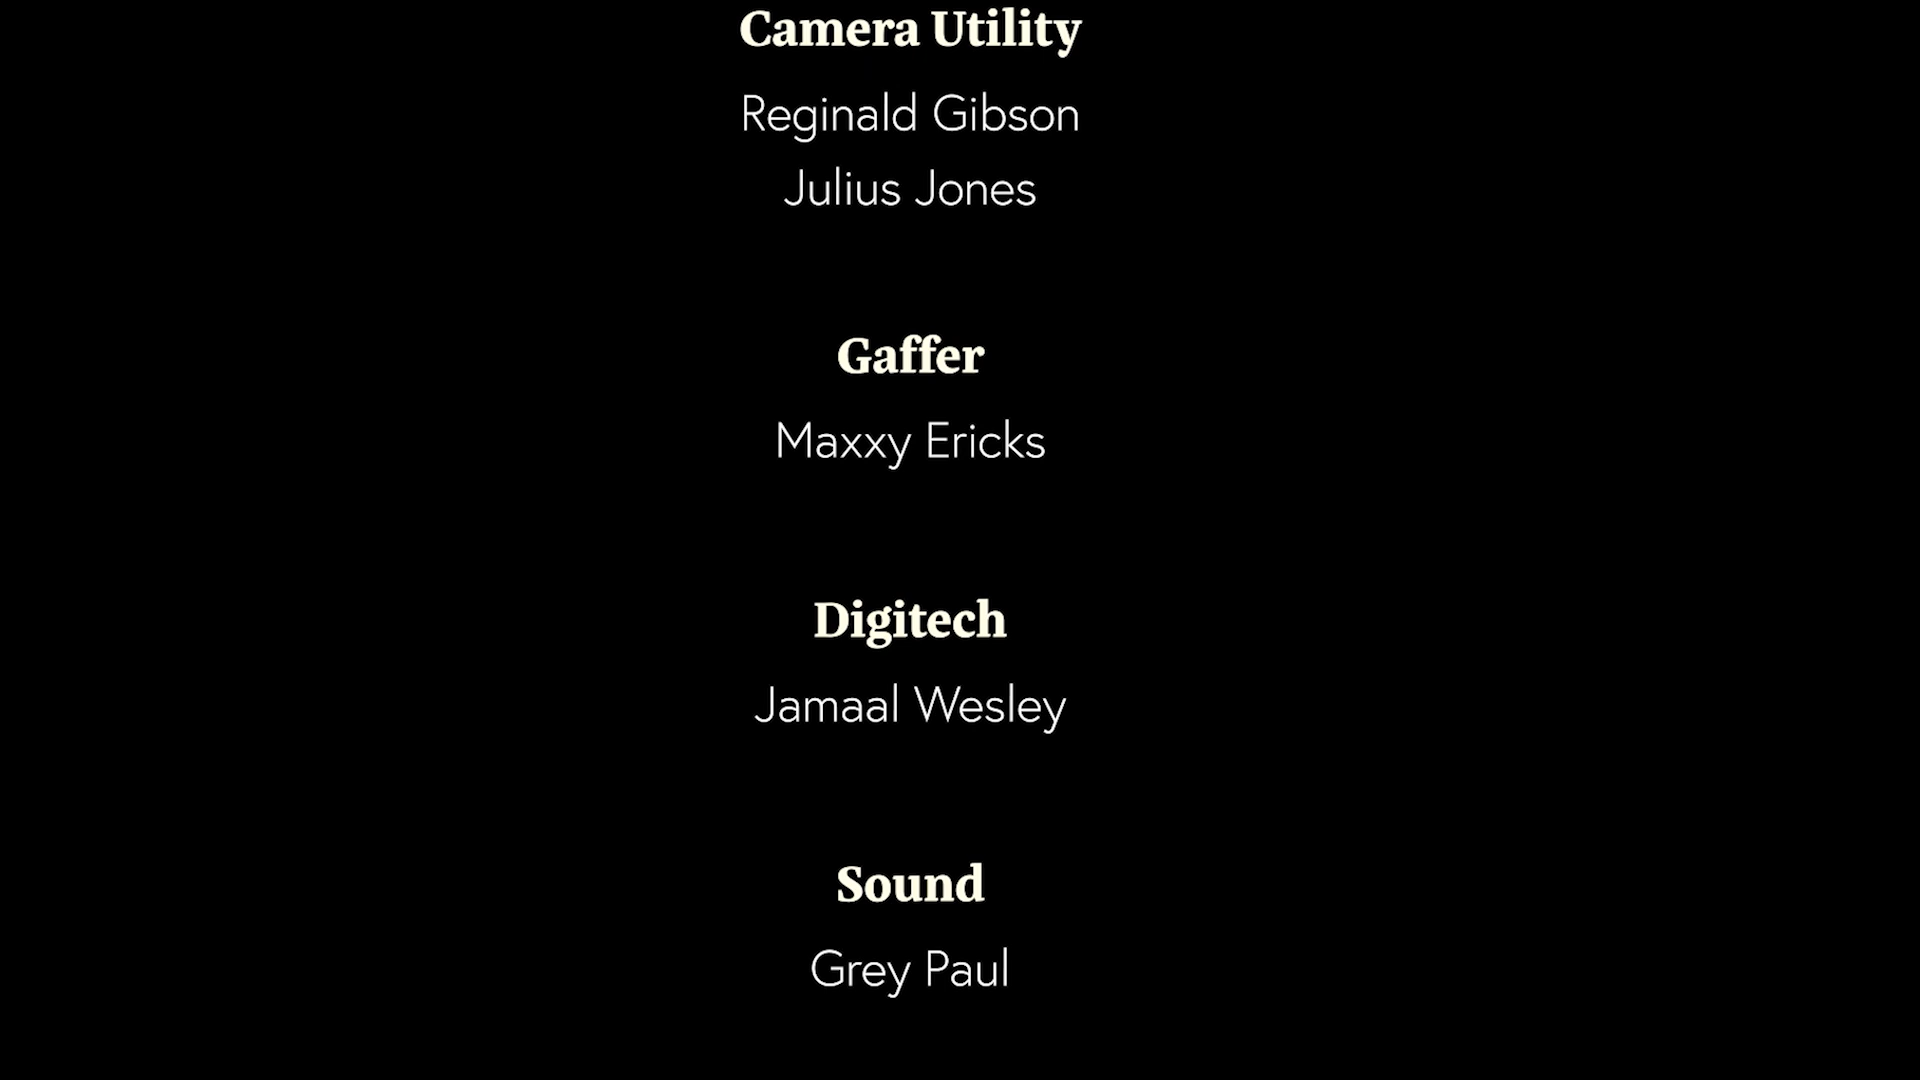 Camera Utility
Reginald Gibson
Julius Jones
Gaffer
Maxxy Ericks
Digitech
Jamaal Wesley
Sound
Grey Paul